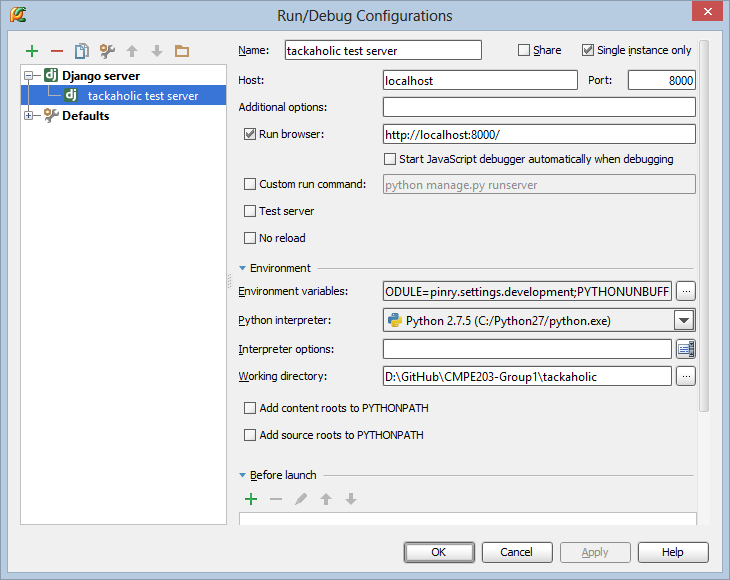 Run/Debug Configurations
Name: tackaholic test server Share Single instance only
Django server
dj tackaholic test server
Defaults
Host: localhost Port: 8000
Additional options:
Run browser: http://localhost:8000/
Start JavaScript debugger automatically when debugging
Custom run command: python manage.py runserver
Test server
No reload
Environment
Environment variables: ODULE=pinry.settings.development;PYTHONUNBUFF ...
Python interpreter: Python 2.7.5 (C:/Python27/python.exe)
Interpreter options:
Working directory: D:\GitHub\CMPE203-Group1\tackaholic ...
Add content roots to PYTHONPATH
Add source roots to PYTHONPATH
Before launch
OK Cancel Apply Help